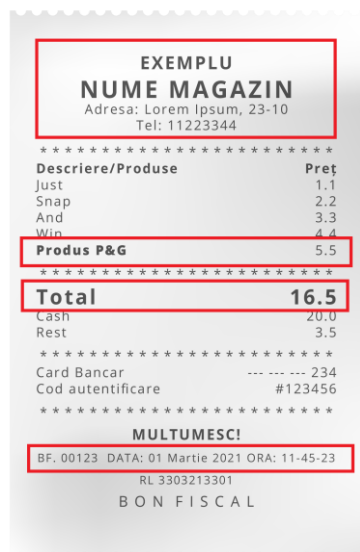 EXEMPLU
NUME MAGAZIN
Adresa: Lorem Ipsum, 23-10
Tel: 11223344
* * * * * * * * * * * * * * * * * * * * * * * *
Descriere/Produse Preț
Just 1.1
Snap 2.2
And 3.3
Win 4.4
Produs P&G 5.5
* * * * * * * * * * * * * * * * * * * * * * * *
Total 16.5
Cash 20.0
Rest 3.5
* * * * * * * * * * * * * * * * * * * * * * * *
Card Bancar --- --- --- 234
Cod autentificare #123456
* * * * * * * * * * * * * * * * * * * * * * * *
MULTUMESC!
BF. 00123 DATA: 01 Martie 2021 ORA: 11-45-23
RL 3303213301
BON FISCAL